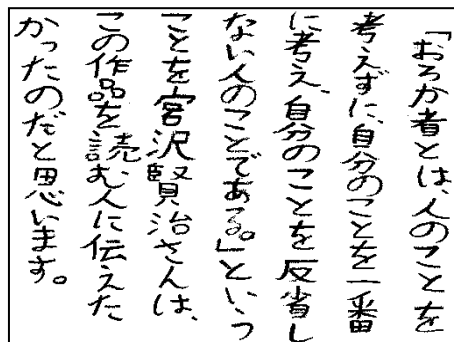 「おろか者とは、人のことを
考えずに、自分のことを一番
に考え、自分のことを反省し
ない人のことである。」という
ことを宮沢賢治さんは、
この作品を読む人に伝えた
かったのだと思います。